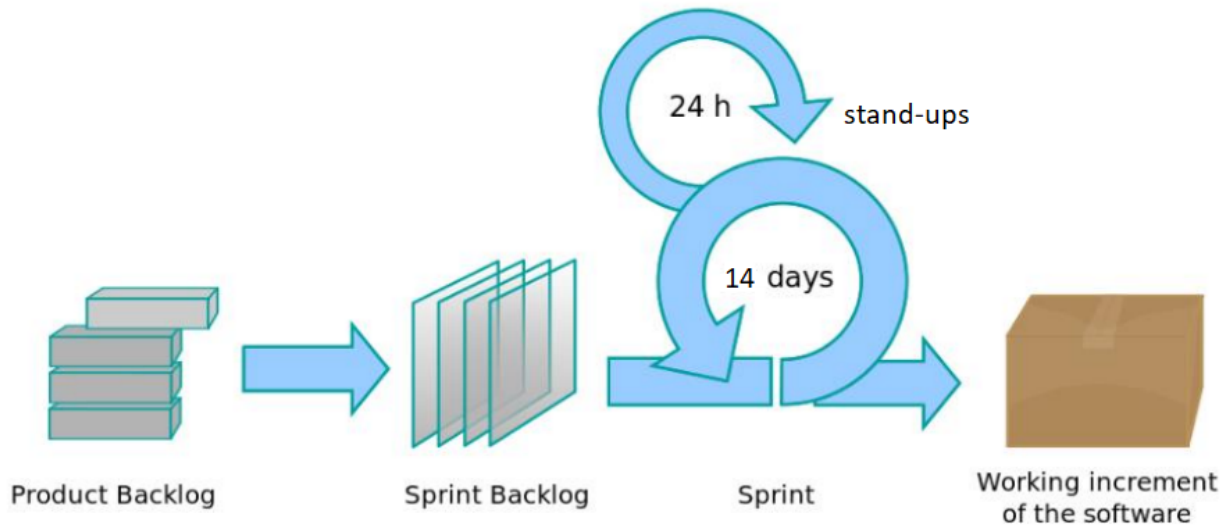 24 h
stand-ups
14 days
Product Backlog
Sprint Backlog
Sprint
Working increment
of the software